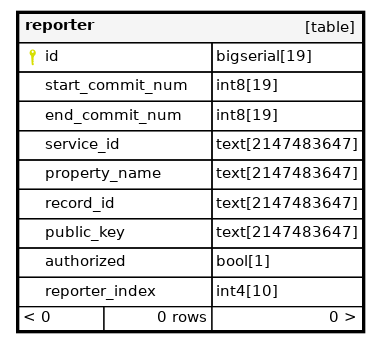 reporter [table]
id bigserial[19]
start_commit_num int8[19]
end_commit_num int8[19]
service_id text[2147483647]
property_name text[2147483647]
record_id text[2147483647]
public_key text[2147483647]
authorized bool[1]
reporter_index int4[10]
< 0 0 rows 0 >